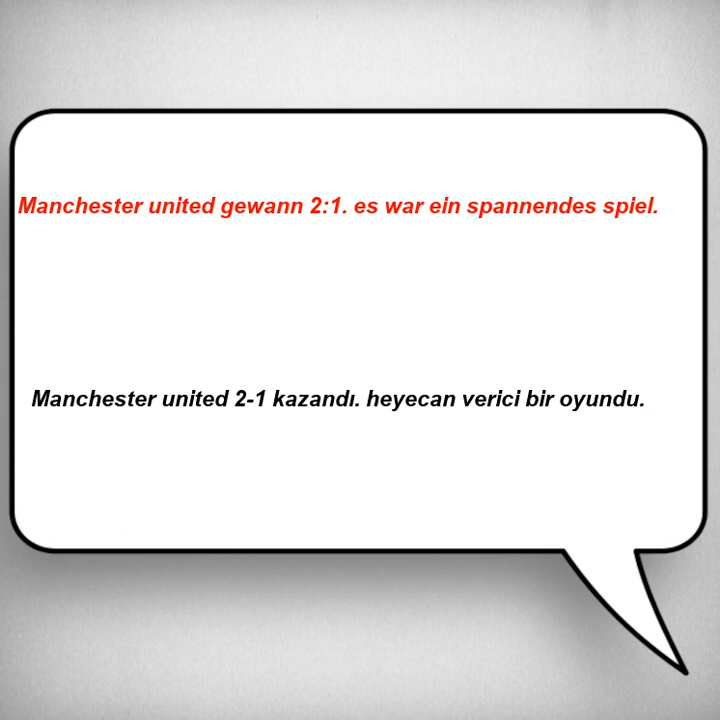 Manchester united gewann 2:1. es war ein spannendes spiel.
Manchester united 2-1 kazandı. heyecan verici bir oyundu.